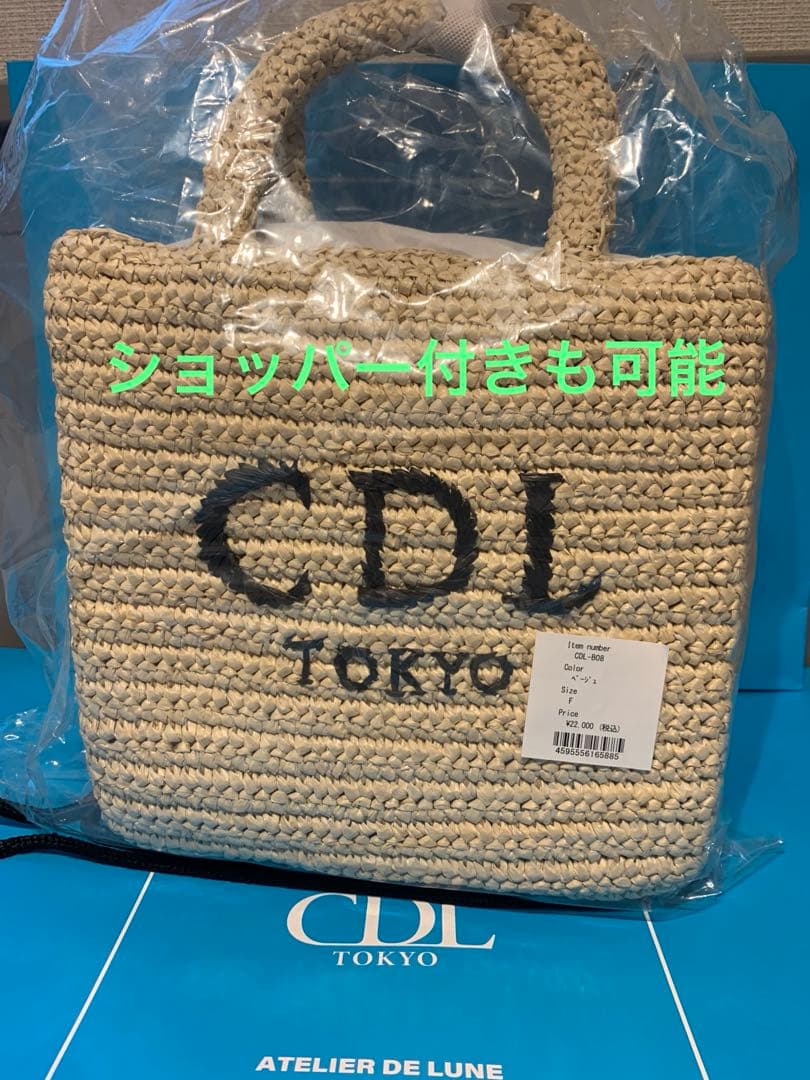 ショッパー付きも可能
CDL
TOKYO
Item number
CDL-B08
Color
ベージュ
Size
F
Price
¥22,000 (税込)
4595556165885
CDL
TOKYO
ATELIER DE LUNE